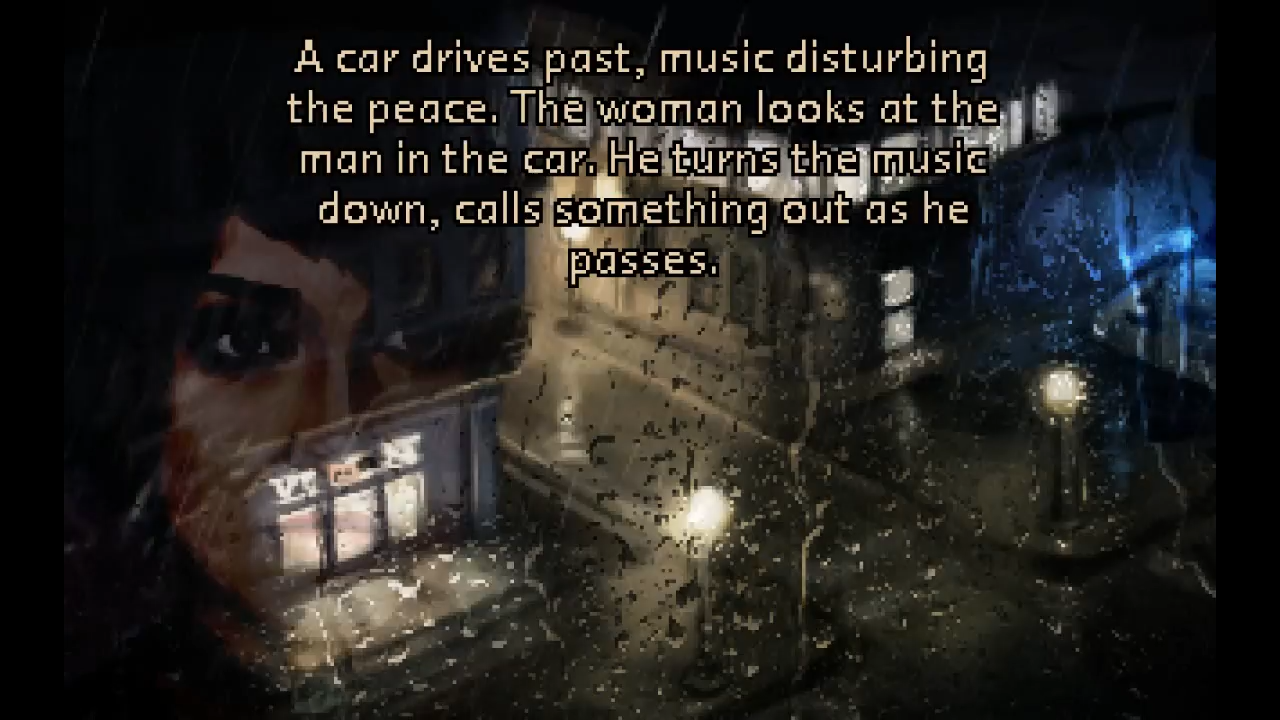 A car drives past, music disturbing
the peace. The woman looks at the
man in the car. He turns the music
down, calls something out as he
passes.